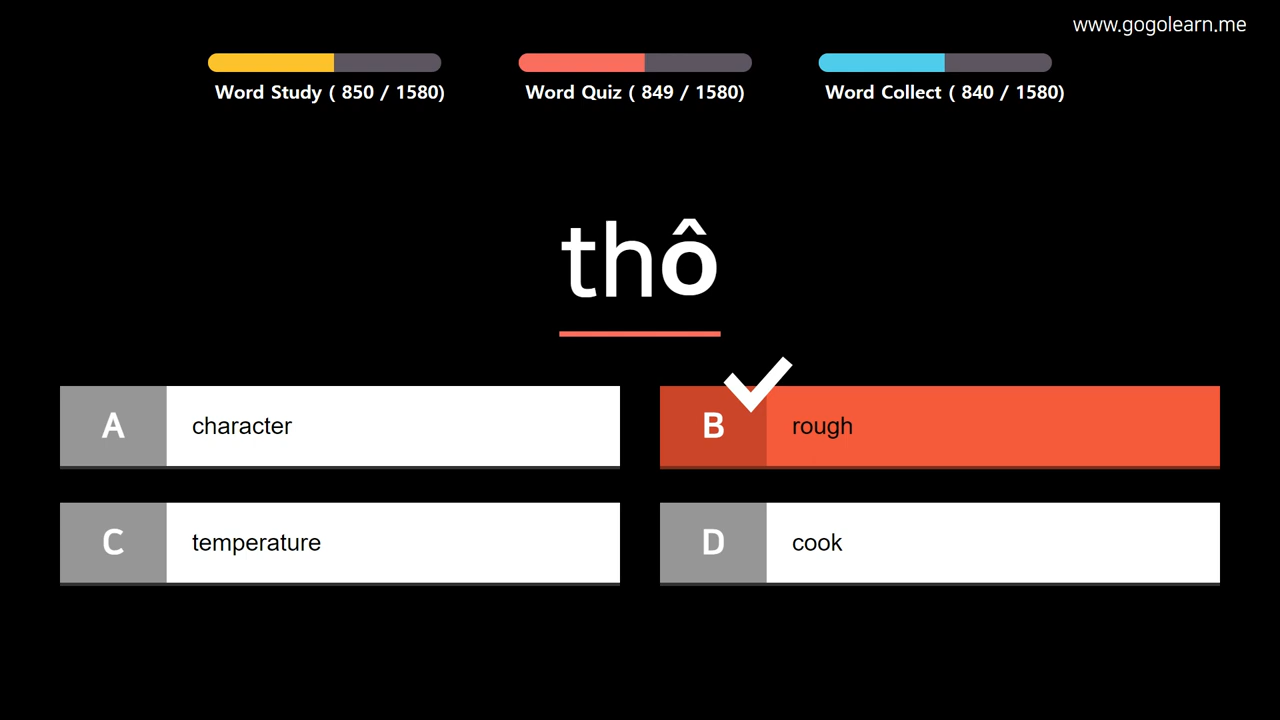 www.gogolearn.me
Word Study ( 850 / 1580)
Word Quiz ( 849 / 1580)
Word Collect ( 840 / 1580)
thô
A character
B rough
C temperature
D cook